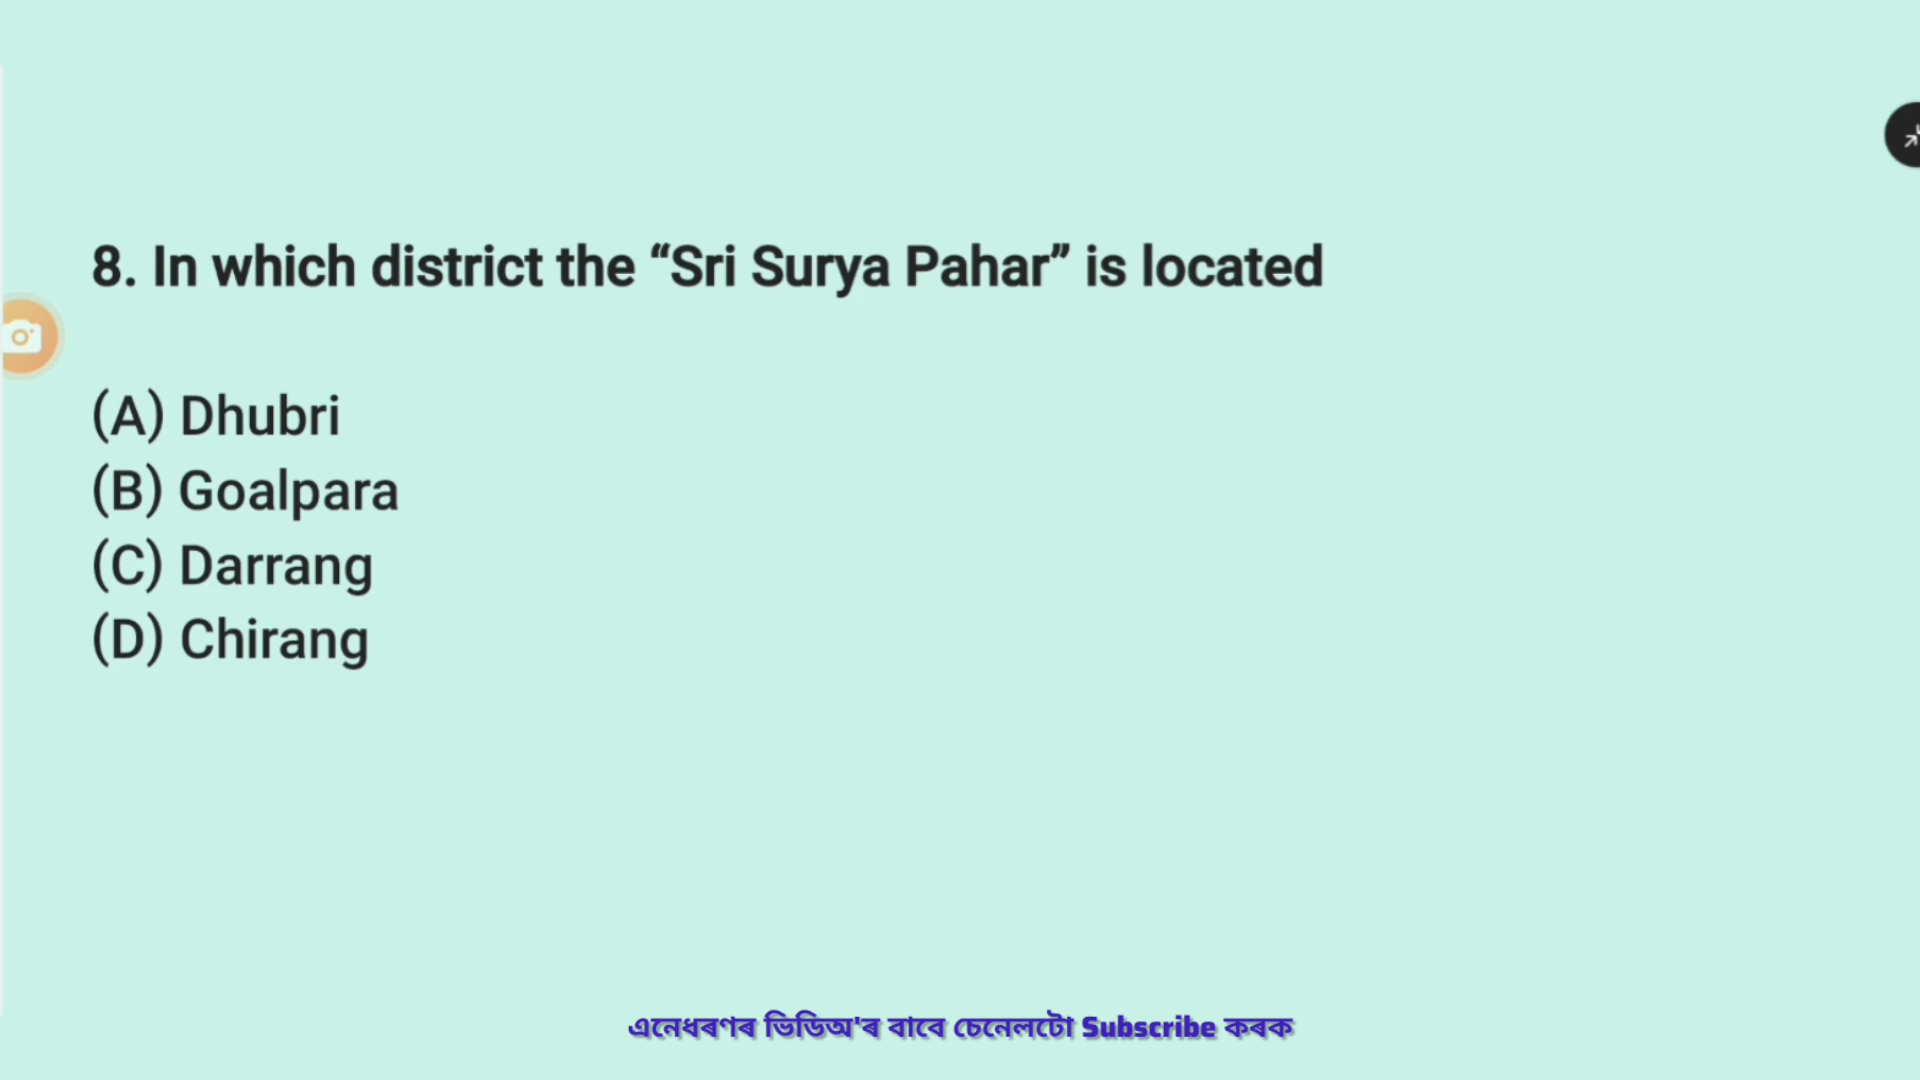 8. In which district the “Sri Surya Pahar” is located
(A) Dhubri
(B) Goalpara
(C) Darrang
(D) Chirang
এনেধৰণৰ ভিডিঅ'ৰ বাবে চেনেলটো Subscribe কৰক